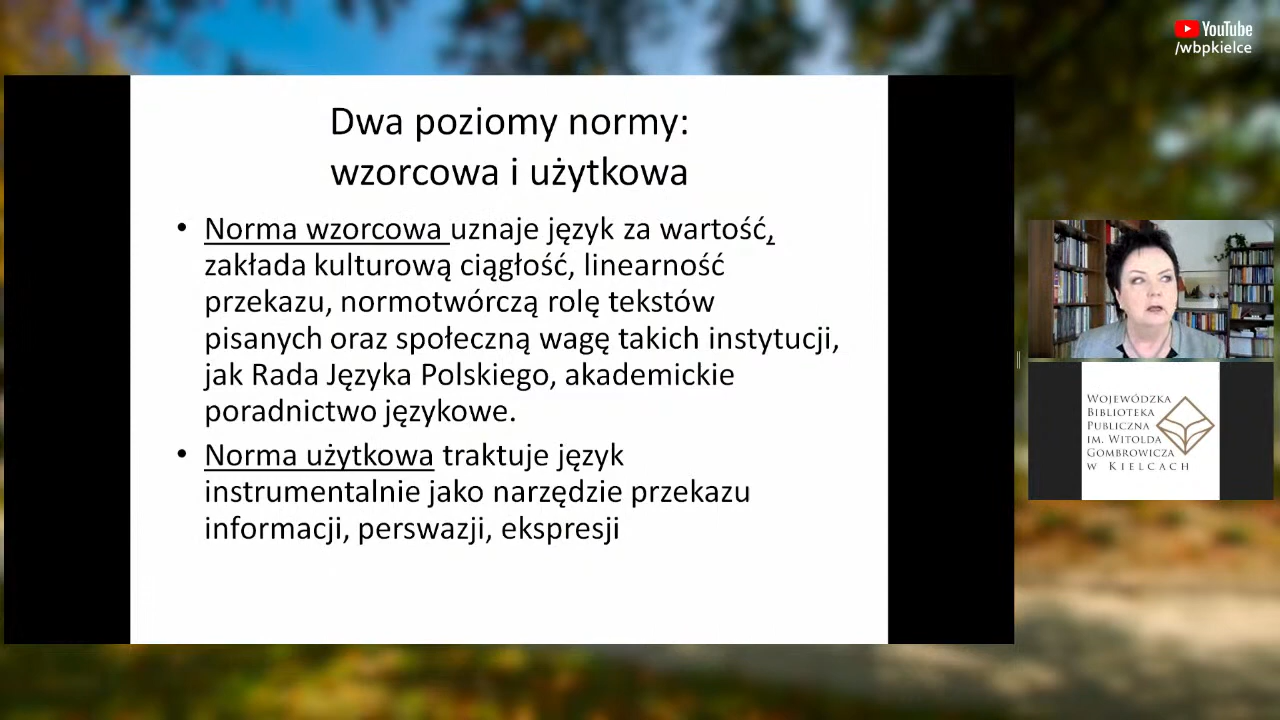 YouTube
/wbpkielce
Dwa poziomy normy:
wzorcowa i użytkowa
• Norma wzorcowa uznaje język za wartość,
zakłada kulturową ciągłość, linearność
przekazu, normotwórczą rolę tekstów
pisanych oraz społeczną wagę takich instytucji,
jak Rada Języka Polskiego, akademickie
poradnictwo językowe.
• Norma użytkowa traktuje język
instrumentalnie jako narzędzie przekazu
informacji, perswazji, ekspresji
Wojewódzka
Biblioteka
Publiczna
im. Witolda
Gombrowicza
w Kielcach